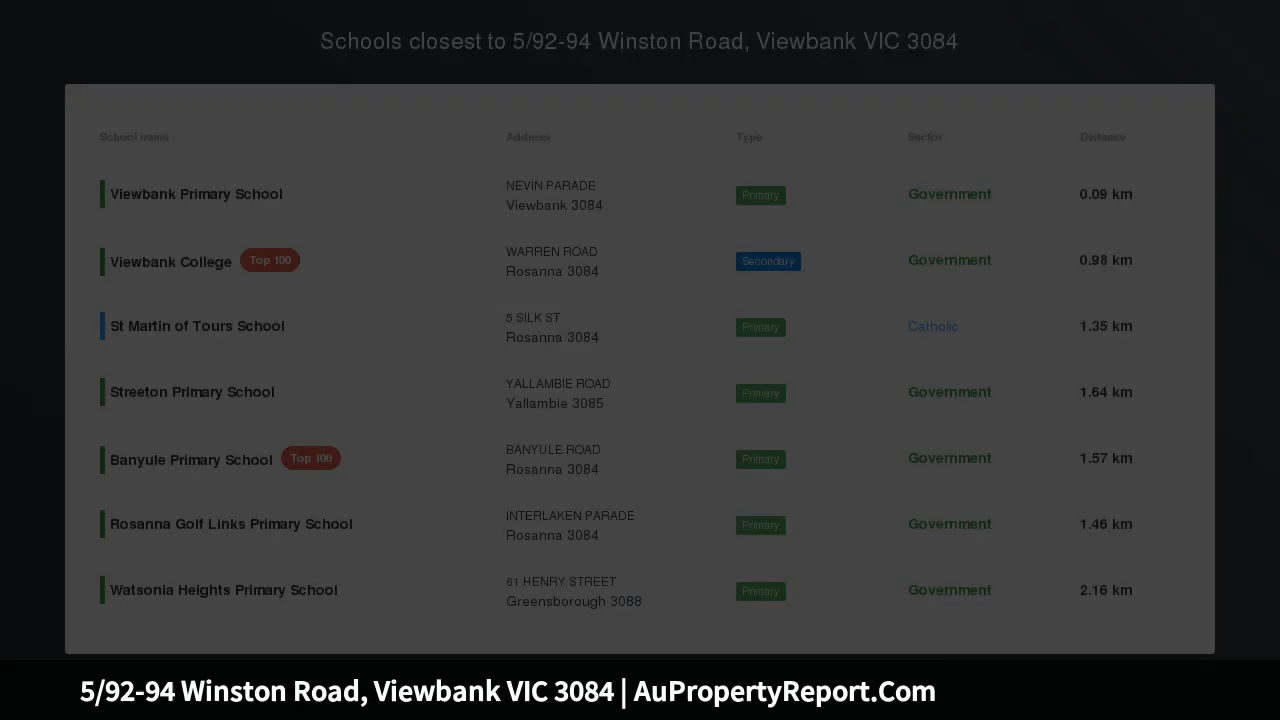 Schools closest to 5/92-94 Winston Road, Viewbank VIC 3084
School name Address Type Sector Distance
Viewbank Primary School NEVIN PARADE Viewbank 3084 Primary Government 0.09 km
Viewbank College Top 100 WARREN ROAD Rosanna 3084 Secondary Government 0.98 km
St Martin of Tours School 5 SILK ST Rosanna 3084 Primary Catholic 1.35 km
Streeton Primary School YALLAMBIE ROAD Yallambie 3085 Primary Government 1.64 km
Banyule Primary School Top 100 BANYULE ROAD Rosanna 3084 Primary Government 1.57 km
Rosanna Golf Links Primary School INTERLAKEN PARADE Rosanna 3084 Primary Government 1.46 km
Watsonia Heights Primary School 61 HENRY STREET Greensborough 3088 Primary Government 2.16 km
5/92-94 Winston Road, Viewbank VIC 3084 | AuPropertyReport.Com